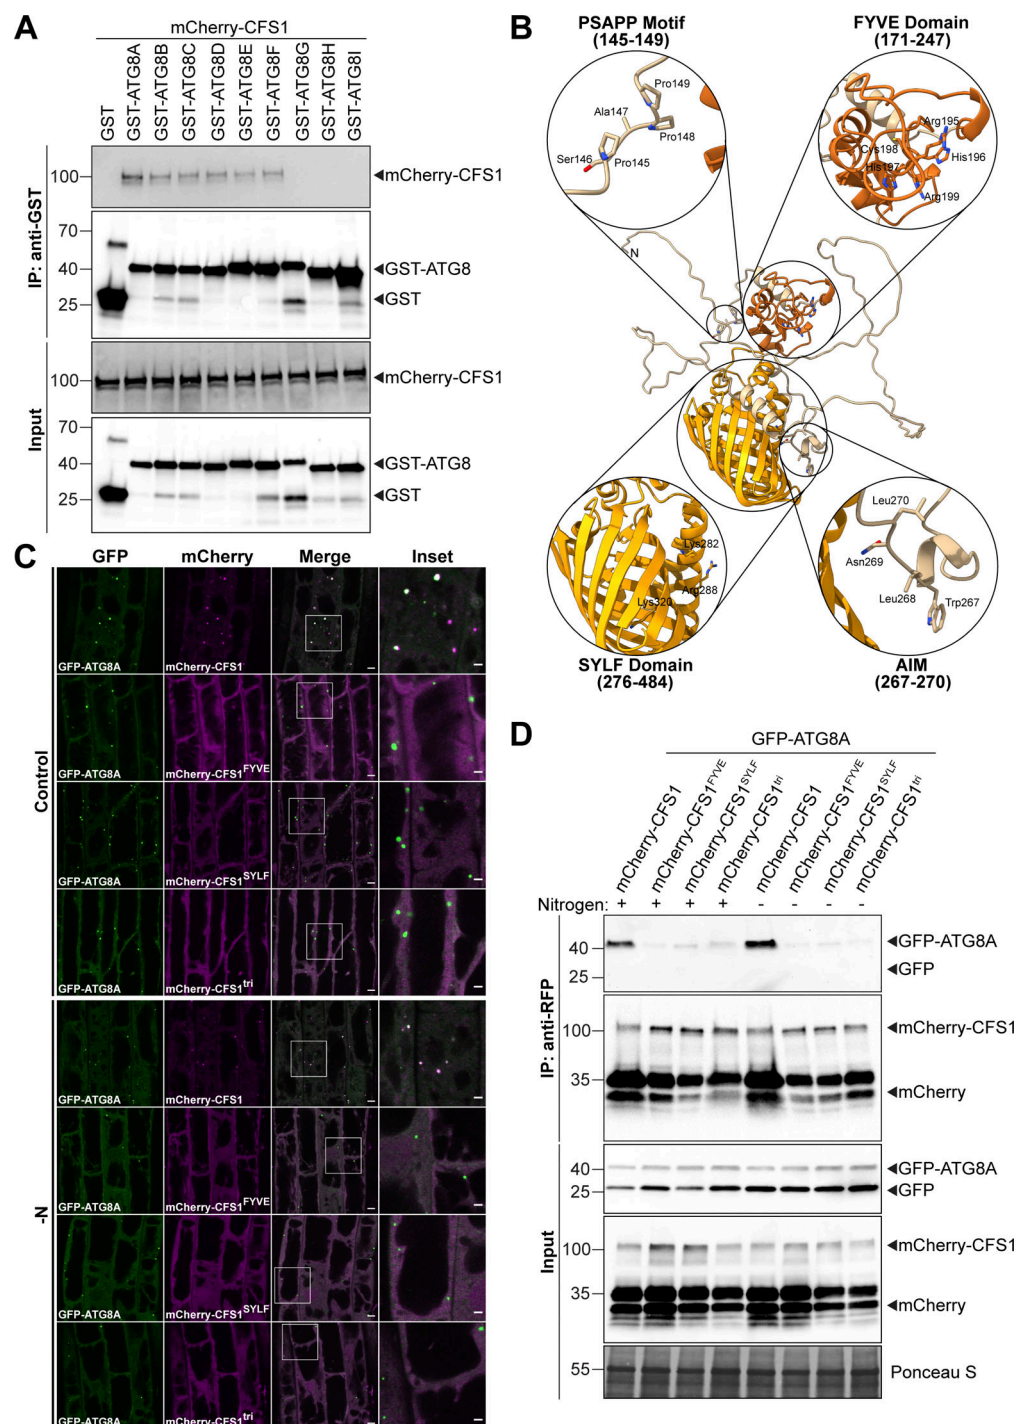 A
mCherry-CFS1
GST
GST-ATG8A
GST-ATG8B
GST-ATG8C
GST-ATG8D
GST-ATG8E
GST-ATG8F
GST-ATG8G
GST-ATG8H
GST-ATG8I
IP: anti-GST
100
mCherry-CFS1
70
40
GST-ATG8
25
GST
Input
100
mCherry-CFS1
70
40
GST-ATG8
25
GST
B
PSAPP Motif
(145-149)
FYVE Domain
(171-247)
Pro149
Ala147
Pro148
Ser146
Pro145
Arg195
Cys198
His196
His197
Arg199
N
Lys282
Arg288
Lys320
Leu270
Asn269
Leu268
Trp267
SYLF Domain
(276-484)
AIM
(267-270)
C
GFP mCherry Merge Inset
Control
GFP-ATG8A mCherry-CFS1
GFP-ATG8A mCherry-CFS1FYVE
GFP-ATG8A mCherry-CFS1SYLF
GFP-ATG8A mCherry-CFS1tri
-N
GFP-ATG8A mCherry-CFS1
GFP-ATG8A mCherry-CFS1FYVE
GFP-ATG8A mCherry-CFS1SYLF
GFP-ATG8A mCherry-CFS1tri
D
GFP-ATG8A
mCherry-CFS1
mCherry-CFS1FYVE
mCherry-CFS1SYLF
mCherry-CFS1tri
mCherry-CFS1
mCherry-CFS1FYVE
mCherry-CFS1SYLF
mCherry-CFS1tri
Nitrogen: + + + + - - - -
IP: anti-RFP
40
GFP-ATG8A
25
GFP
100
mCherry-CFS1
35
mCherry
Input
40
GFP-ATG8A
25
GFP
100
mCherry-CFS1
35
mCherry
55
Ponceau S